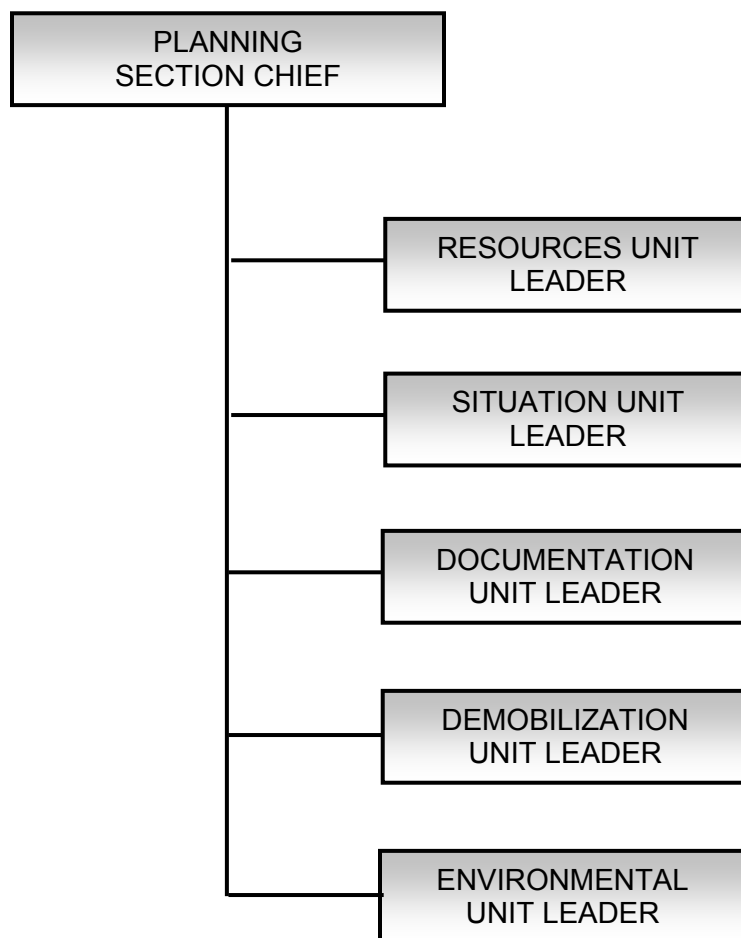 PLANNING
SECTION CHIEF
RESOURCES UNIT
LEADER
SITUATION UNIT
LEADER
DOCUMENTATION
UNIT LEADER
DEMOBILIZATION
UNIT LEADER
ENVIRONMENTAL
UNIT LEADER